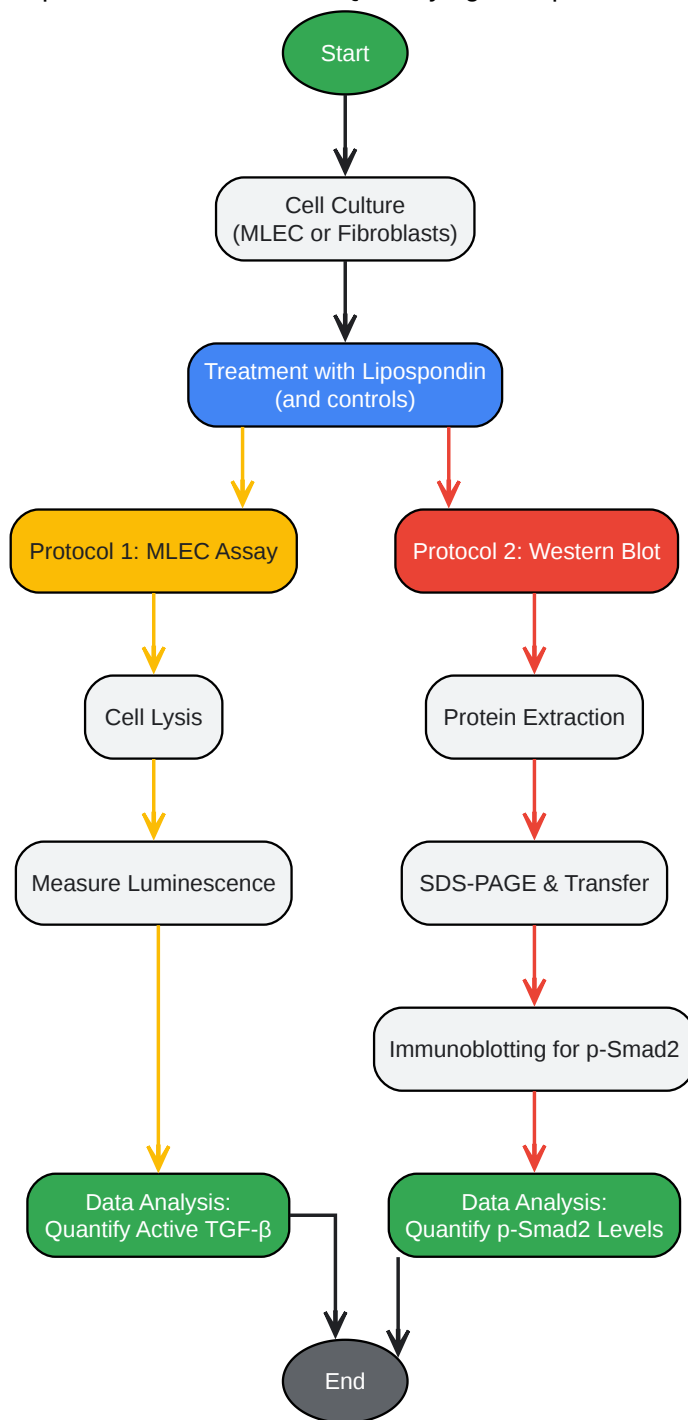 Start
Cell Culture
(MLEC or Fibroblasts)
Treatment with Lipospondin
(and controls)
Protocol 1: MLEC Assay
Protocol 2: Western Blot
Cell Lysis
Protein Extraction
Measure Luminescence
SDS-PAGE & Transfer
Immunoblotting for p-Smad2
Data Analysis:
Quantify Active TGF-β
Data Analysis:
Quantify p-Smad2 Levels
End